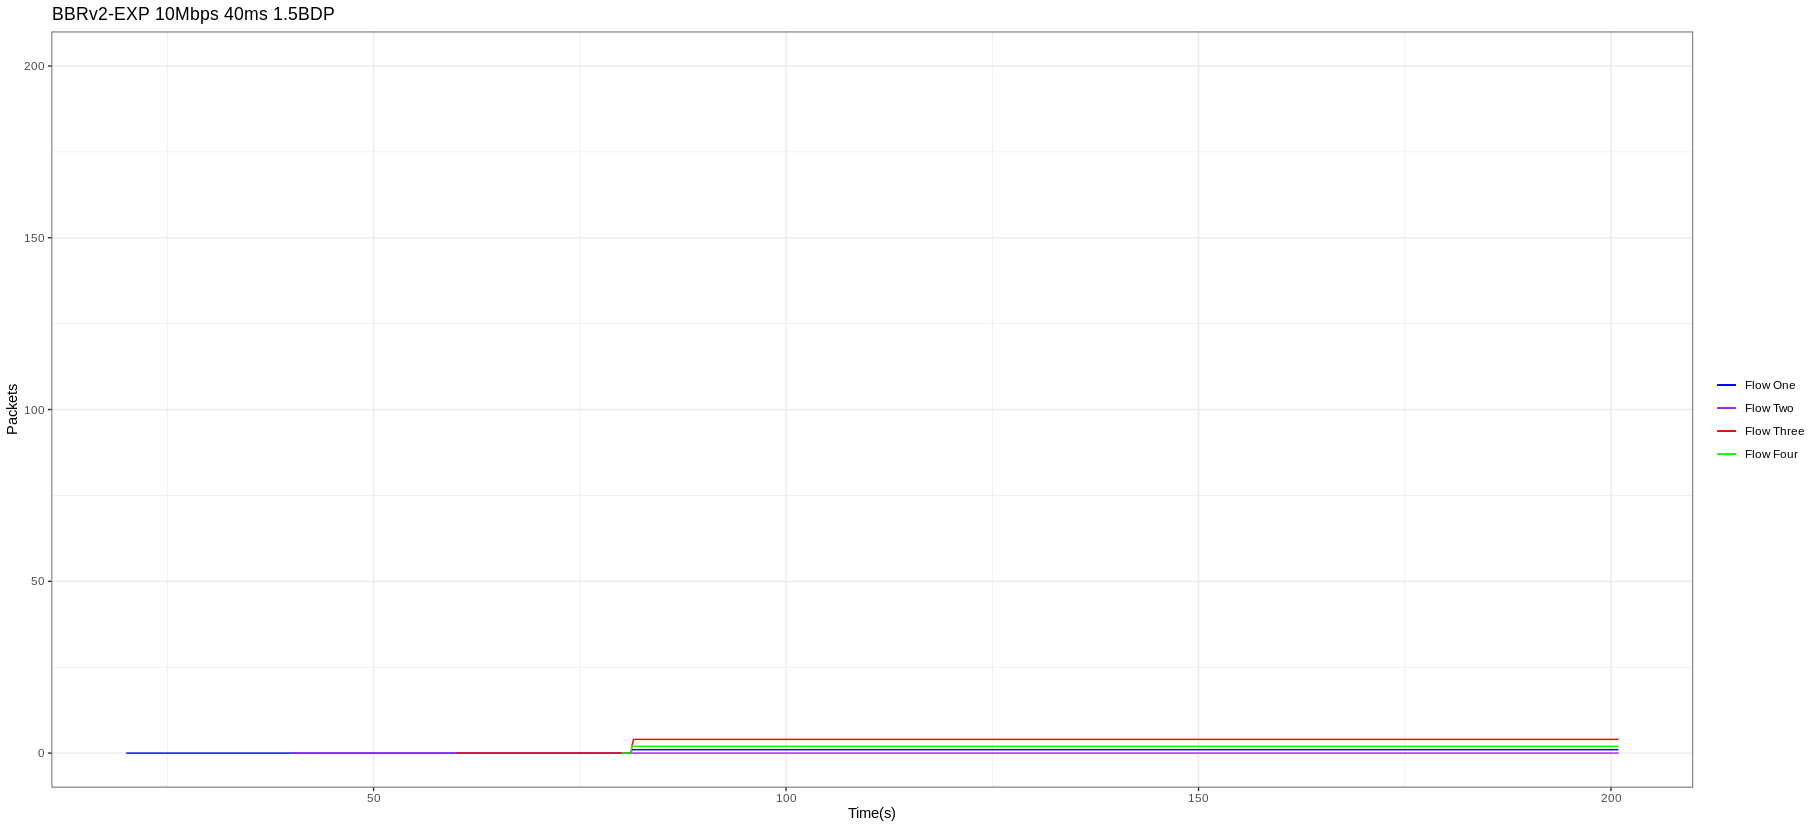 BBRv2-EXP 10Mbps 40ms 1.5BDP
200
150
100
50
0
Packets
50
100
150
200
Time(s)
Flow One
Flow Two
Flow Three
Flow Four